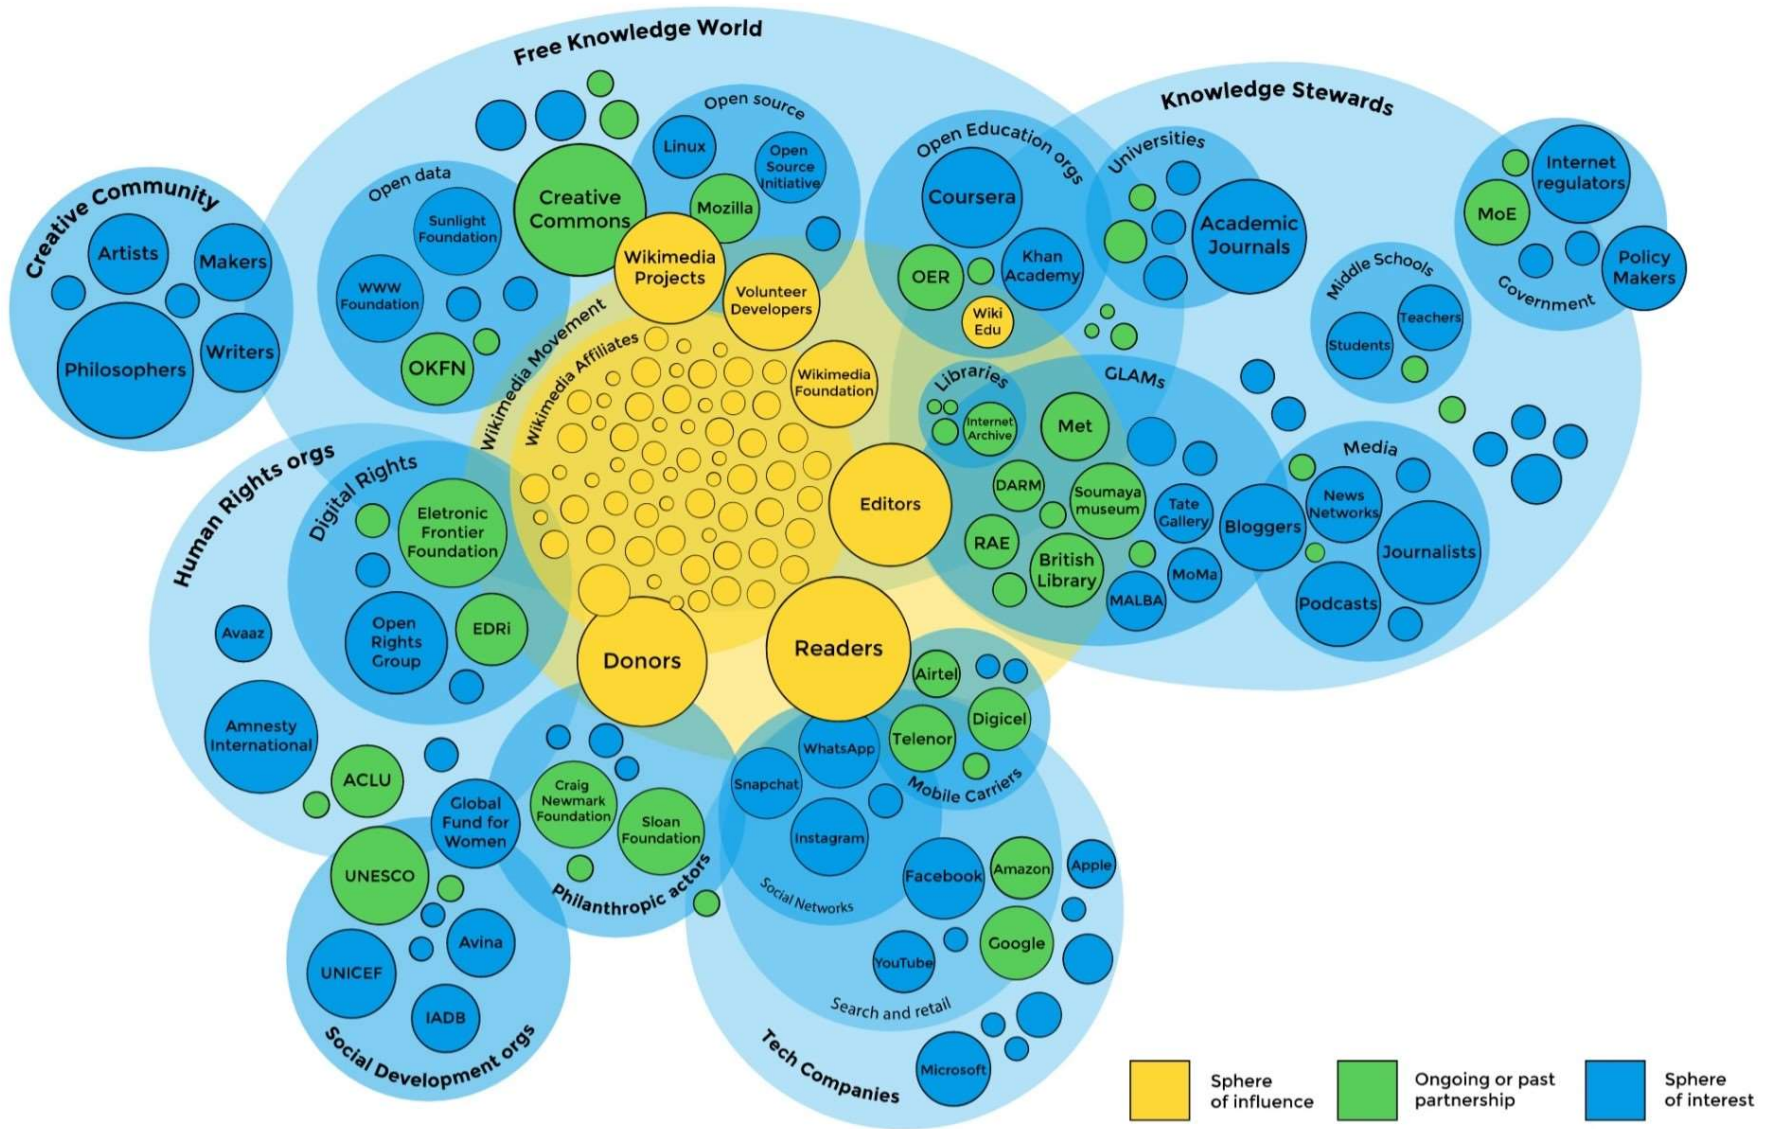 Free Knowledge World
Knowledge Stewards
Creative Community
Artists
Makers
Philosophers
Writers
Open data
Sunlight
Foundation
WWW
Foundation
OKFN
Creative
Commons
Open source
Linux
Open
Source
Initiative
Mozilla
Wikimedia
Projects
Volunteer
Developers
Wikimedia
Foundation
Wikimedia Movement
Wikimedia Affiliates
Editors
Readers
Donors
Open Education orgs
Coursera
Khan
Academy
OER
Wiki
Edu
Universities
Academic
Journals
Middle Schools
Teachers
Students
Internet
regulators
MoE
Policy
Makers
Government
Libraries
Internet
Archive
GLAMs
Met
DARM
Soumaya
museum
Tate
Gallery
RAE
British
Library
MALBA
MoMa
Media
Bloggers
News
Networks
Journalists
Podcasts
Human Rights orgs
Digital Rights
Eletronic
Frontier
Foundation
Open
Rights
Group
EDRi
Avaaz
Amnesty
International
ACLU
Global
Fund for
Women
UNESCO
UNICEF
Avina
IADB
Social Development orgs
Craig
Newmark
Foundation
Sloan
Foundation
Philanthropic actors
Airtel
Digicel
Telenor
Mobile Carriers
WhatsApp
Snapchat
Instagram
Social Networks
Facebook
Amazon
Apple
Google
YouTube
Search and retail
Microsoft
Tech Companies
Sphere
of influence
Ongoing or past
partnership
Sphere
of interest